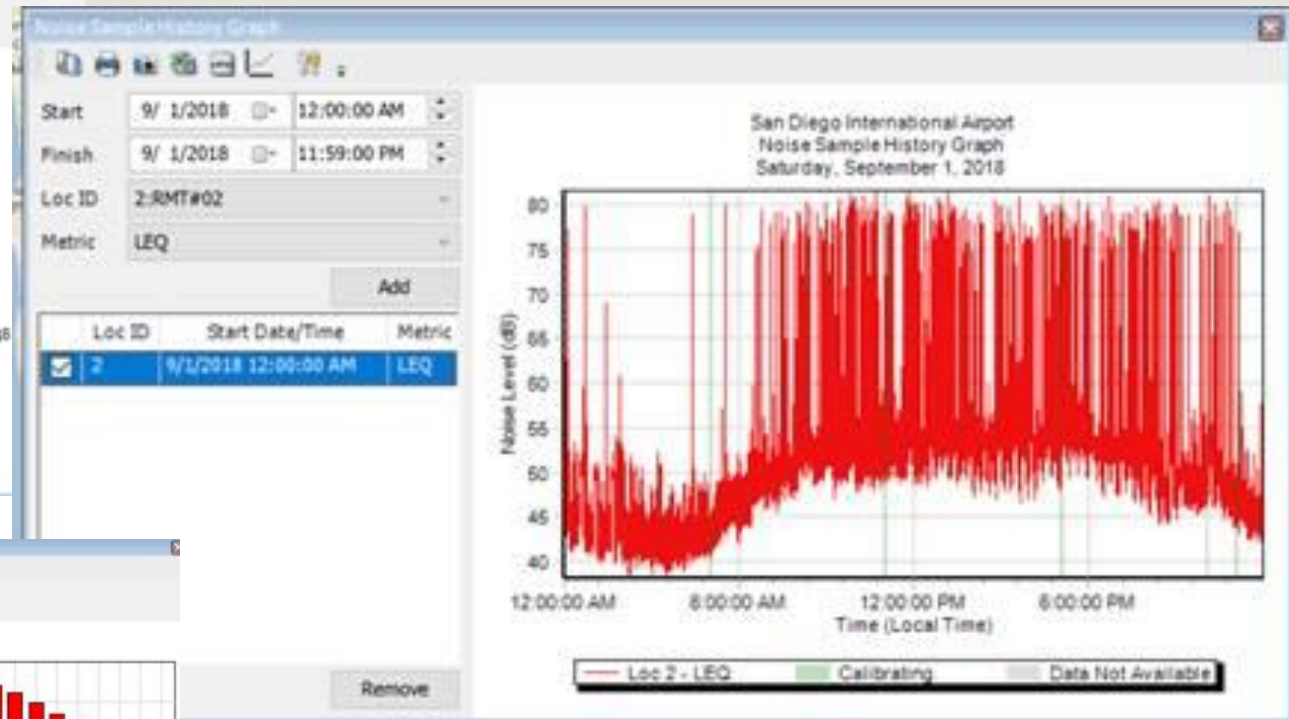 Noise Sample History Graph
Start 9/ 1/2018 12:00:00 AM
Finish 9/ 1/2018 11:59:00 PM
Loc ID 2:RMT#02
Metric LEQ
Add
Loc ID Start Date/Time Metric
2 9/1/2018 12:00:00 AM LEQ
Remove
San Diego International Airport
Noise Sample History Graph
Saturday, September 1, 2018
80
75
70
65
60
55
50
45
40
Noise Level (dB)
12:00:00 AM 6:00:00 AM 12:00:00 PM 6:00:00 PM
Time (Local Time)
Loc 2 - LEQ Calibrating Data Not Available